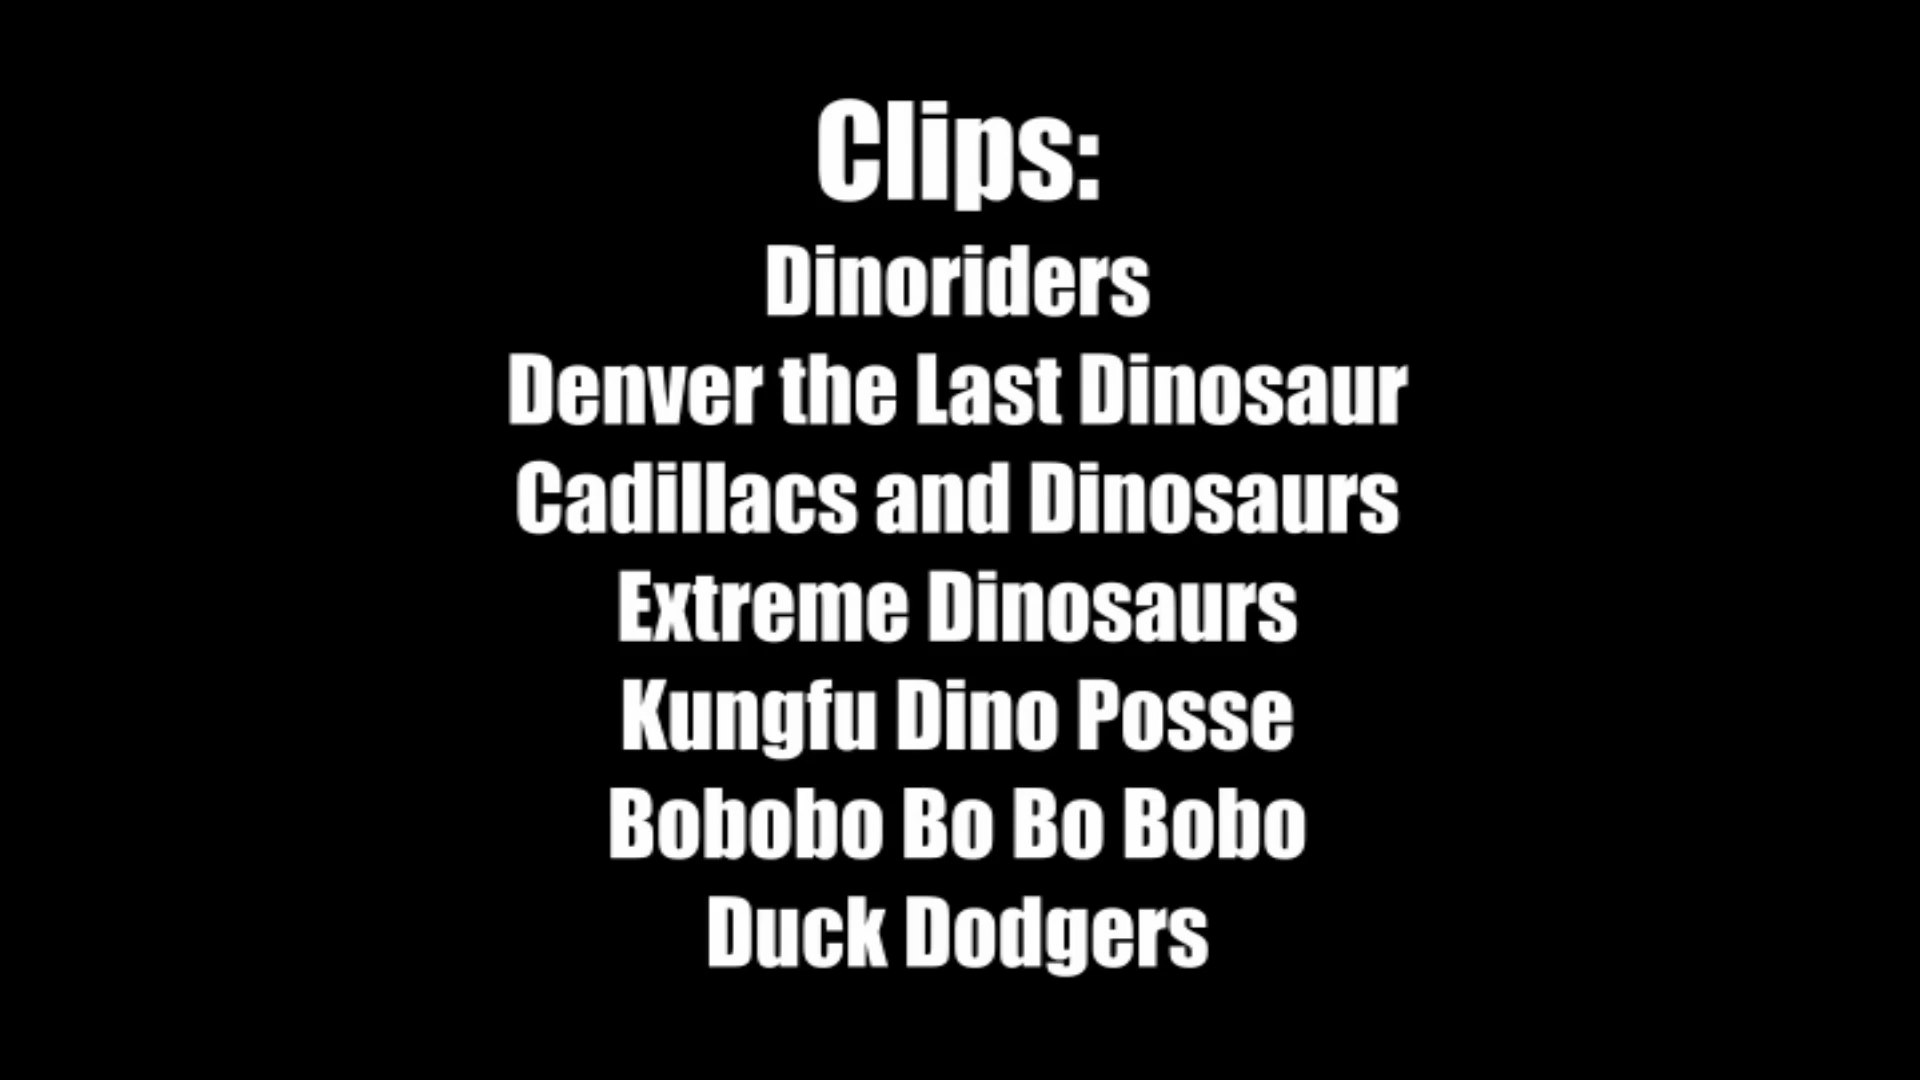 Clips:
Dinoriders
Denver the Last Dinosaur
Cadillacs and Dinosaurs
Extreme Dinosaurs
Kungfu Dino Posse
Bobobo Bo Bo Bobo
Duck Dodgers